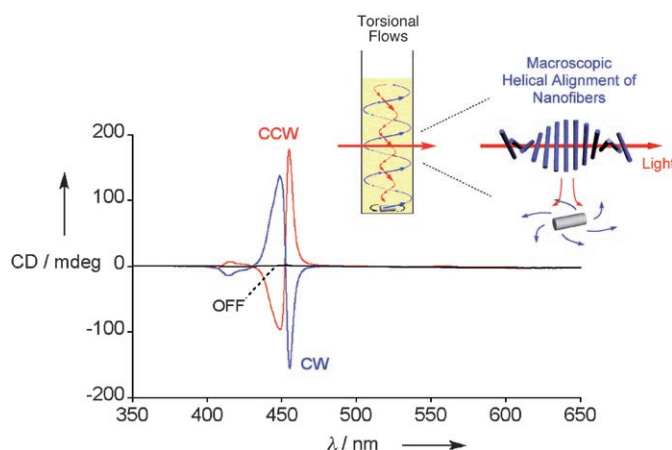 Torsional
Flows
Macroscopic
Helical Alignment of
Nanofibers
Light
200
CCW
100
CD / mdeg
0
OFF
-100
CW
-200
350
400
450
500
550
600
650
λ / nm